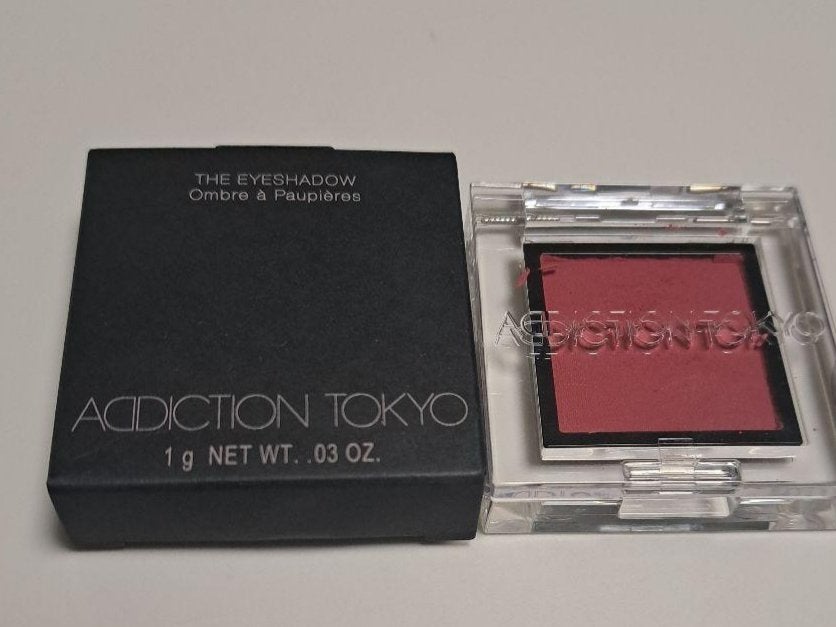 THE EYESHADOW
Ombre à Paupières
ADDICTION TOKYO
1 g NET WT. .03 OZ.
ADDICTION TOKYO